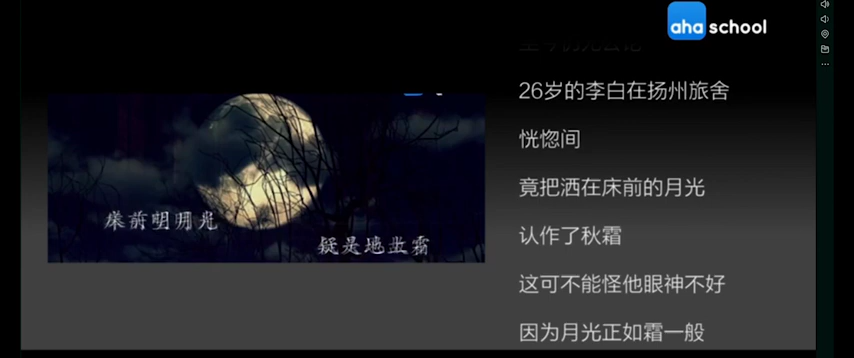 aha school
床前明月光
疑是地上霜
26岁的李白在扬州旅舍
恍惚间
竟把洒在床前的月光
认作了秋霜
这可不能怪他眼神不好
因为月光正如霜一般